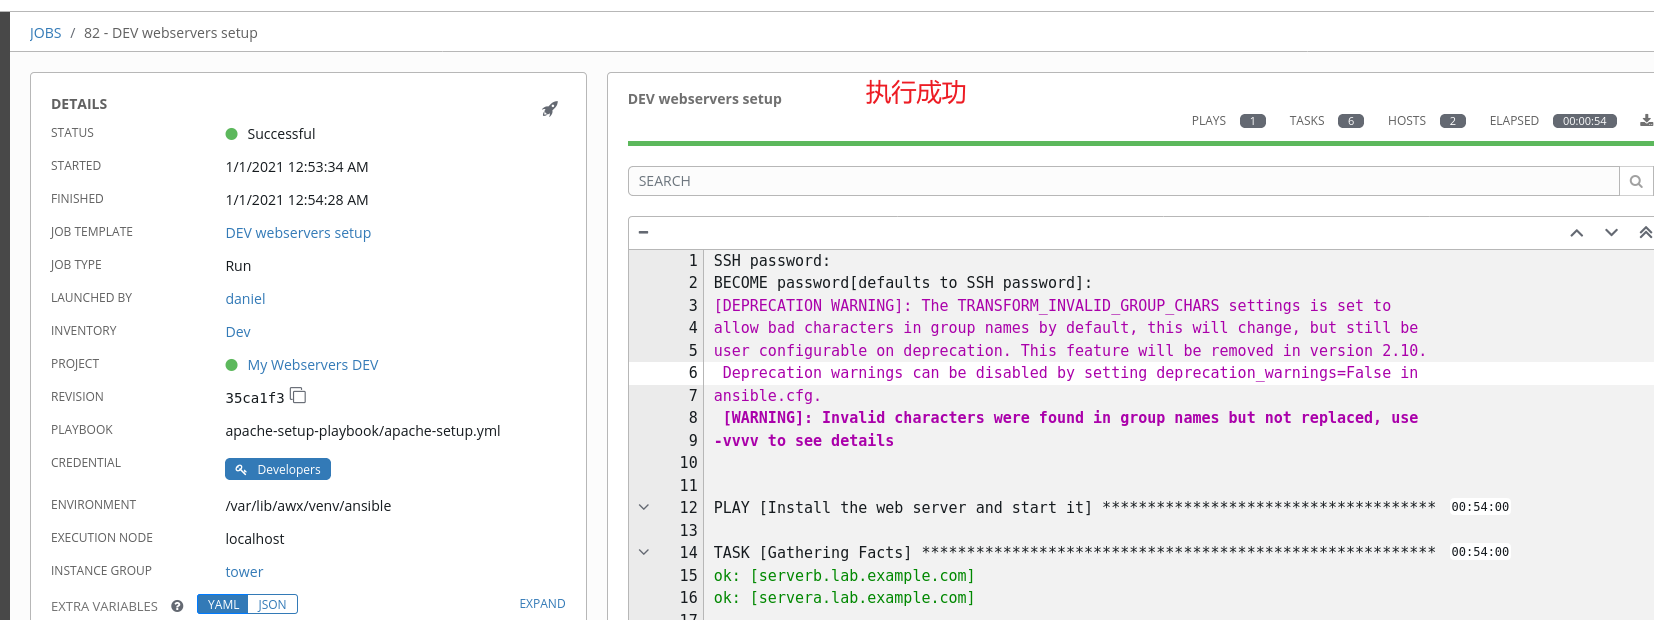 JOBS / 82 - DEV webservers setup
DETAILS
STATUS Successful
STARTED 1/1/2021 12:53:34 AM
FINISHED 1/1/2021 12:54:28 AM
JOB TEMPLATE DEV webservers setup
JOB TYPE Run
LAUNCHED BY daniel
INVENTORY Dev
PROJECT My Webservers DEV
REVISION 35ca1f3
PLAYBOOK apache-setup-playbook/apache-setup.yml
CREDENTIAL Developers
ENVIRONMENT /var/lib/awx/venv/ansible
EXECUTION NODE localhost
INSTANCE GROUP tower
EXTRA VARIABLES ? YAML JSON EXPAND
DEV webservers setup 执行成功
PLAYS 1 TASKS 6 HOSTS 2 ELAPSED 00:00:54
SEARCH
1 SSH password:
2 BECOME password[defaults to SSH password]:
3 [DEPRECATION WARNING]: The TRANSFORM_INVALID_GROUP_CHARS settings is set to
4 allow bad characters in group names by default, this will change, but still be
5 user configurable on deprecation. This feature will be removed in version 2.10.
6 Deprecation warnings can be disabled by setting deprecation_warnings=False in
7 ansible.cfg.
8 [WARNING]: Invalid characters were found in group names but not replaced, use
9 -vvvv to see details
10
11
12 PLAY [Install the web server and start it] ************************************* 00:54:00
13
14 TASK [Gathering Facts] ********************************************************* 00:54:00
15 ok: [serverb.lab.example.com]
16 ok: [servera.lab.example.com]
17